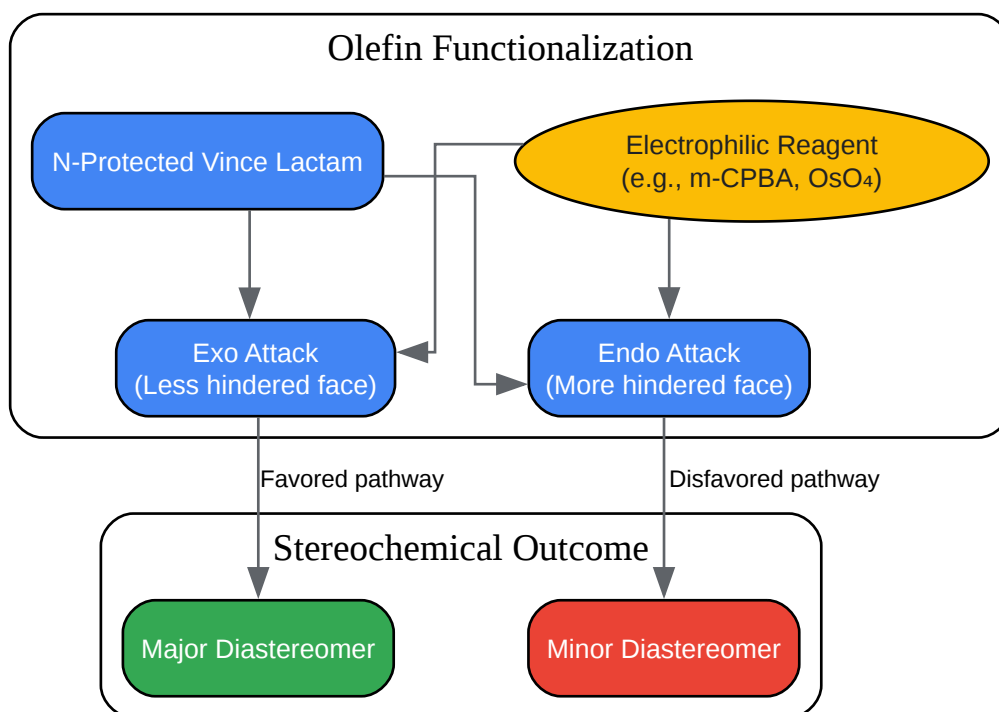 Olefin Functionalization
N-Protected Vince Lactam
Electrophilic Reagent
(e.g., m-CPBA, OsO₄)
Exo Attack
(Less hindered face)
Endo Attack
(More hindered face)
Favored pathway
Disfavored pathway
Stereochemical Outcome
Major Diastereomer
Minor Diastereomer